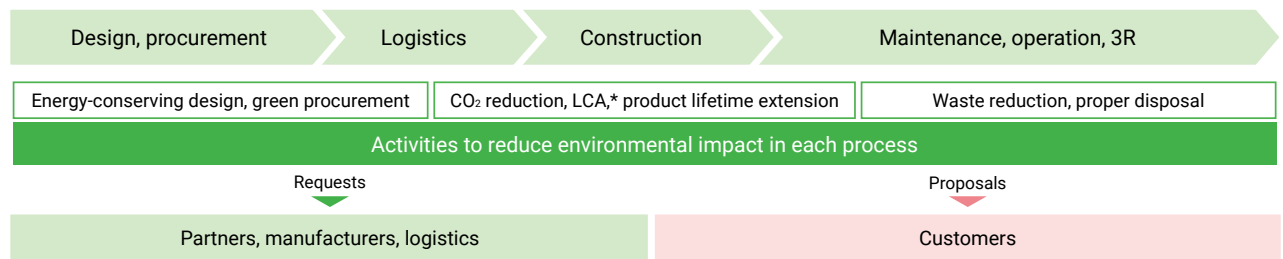 Design, procurement
Logistics
Construction
Maintenance, operation, 3R
Energy-conserving design, green procurement
CO₂ reduction, LCA,* product lifetime extension
Waste reduction, proper disposal
Activities to reduce environmental impact in each process
Requests
Proposals
Partners, manufacturers, logistics
Customers